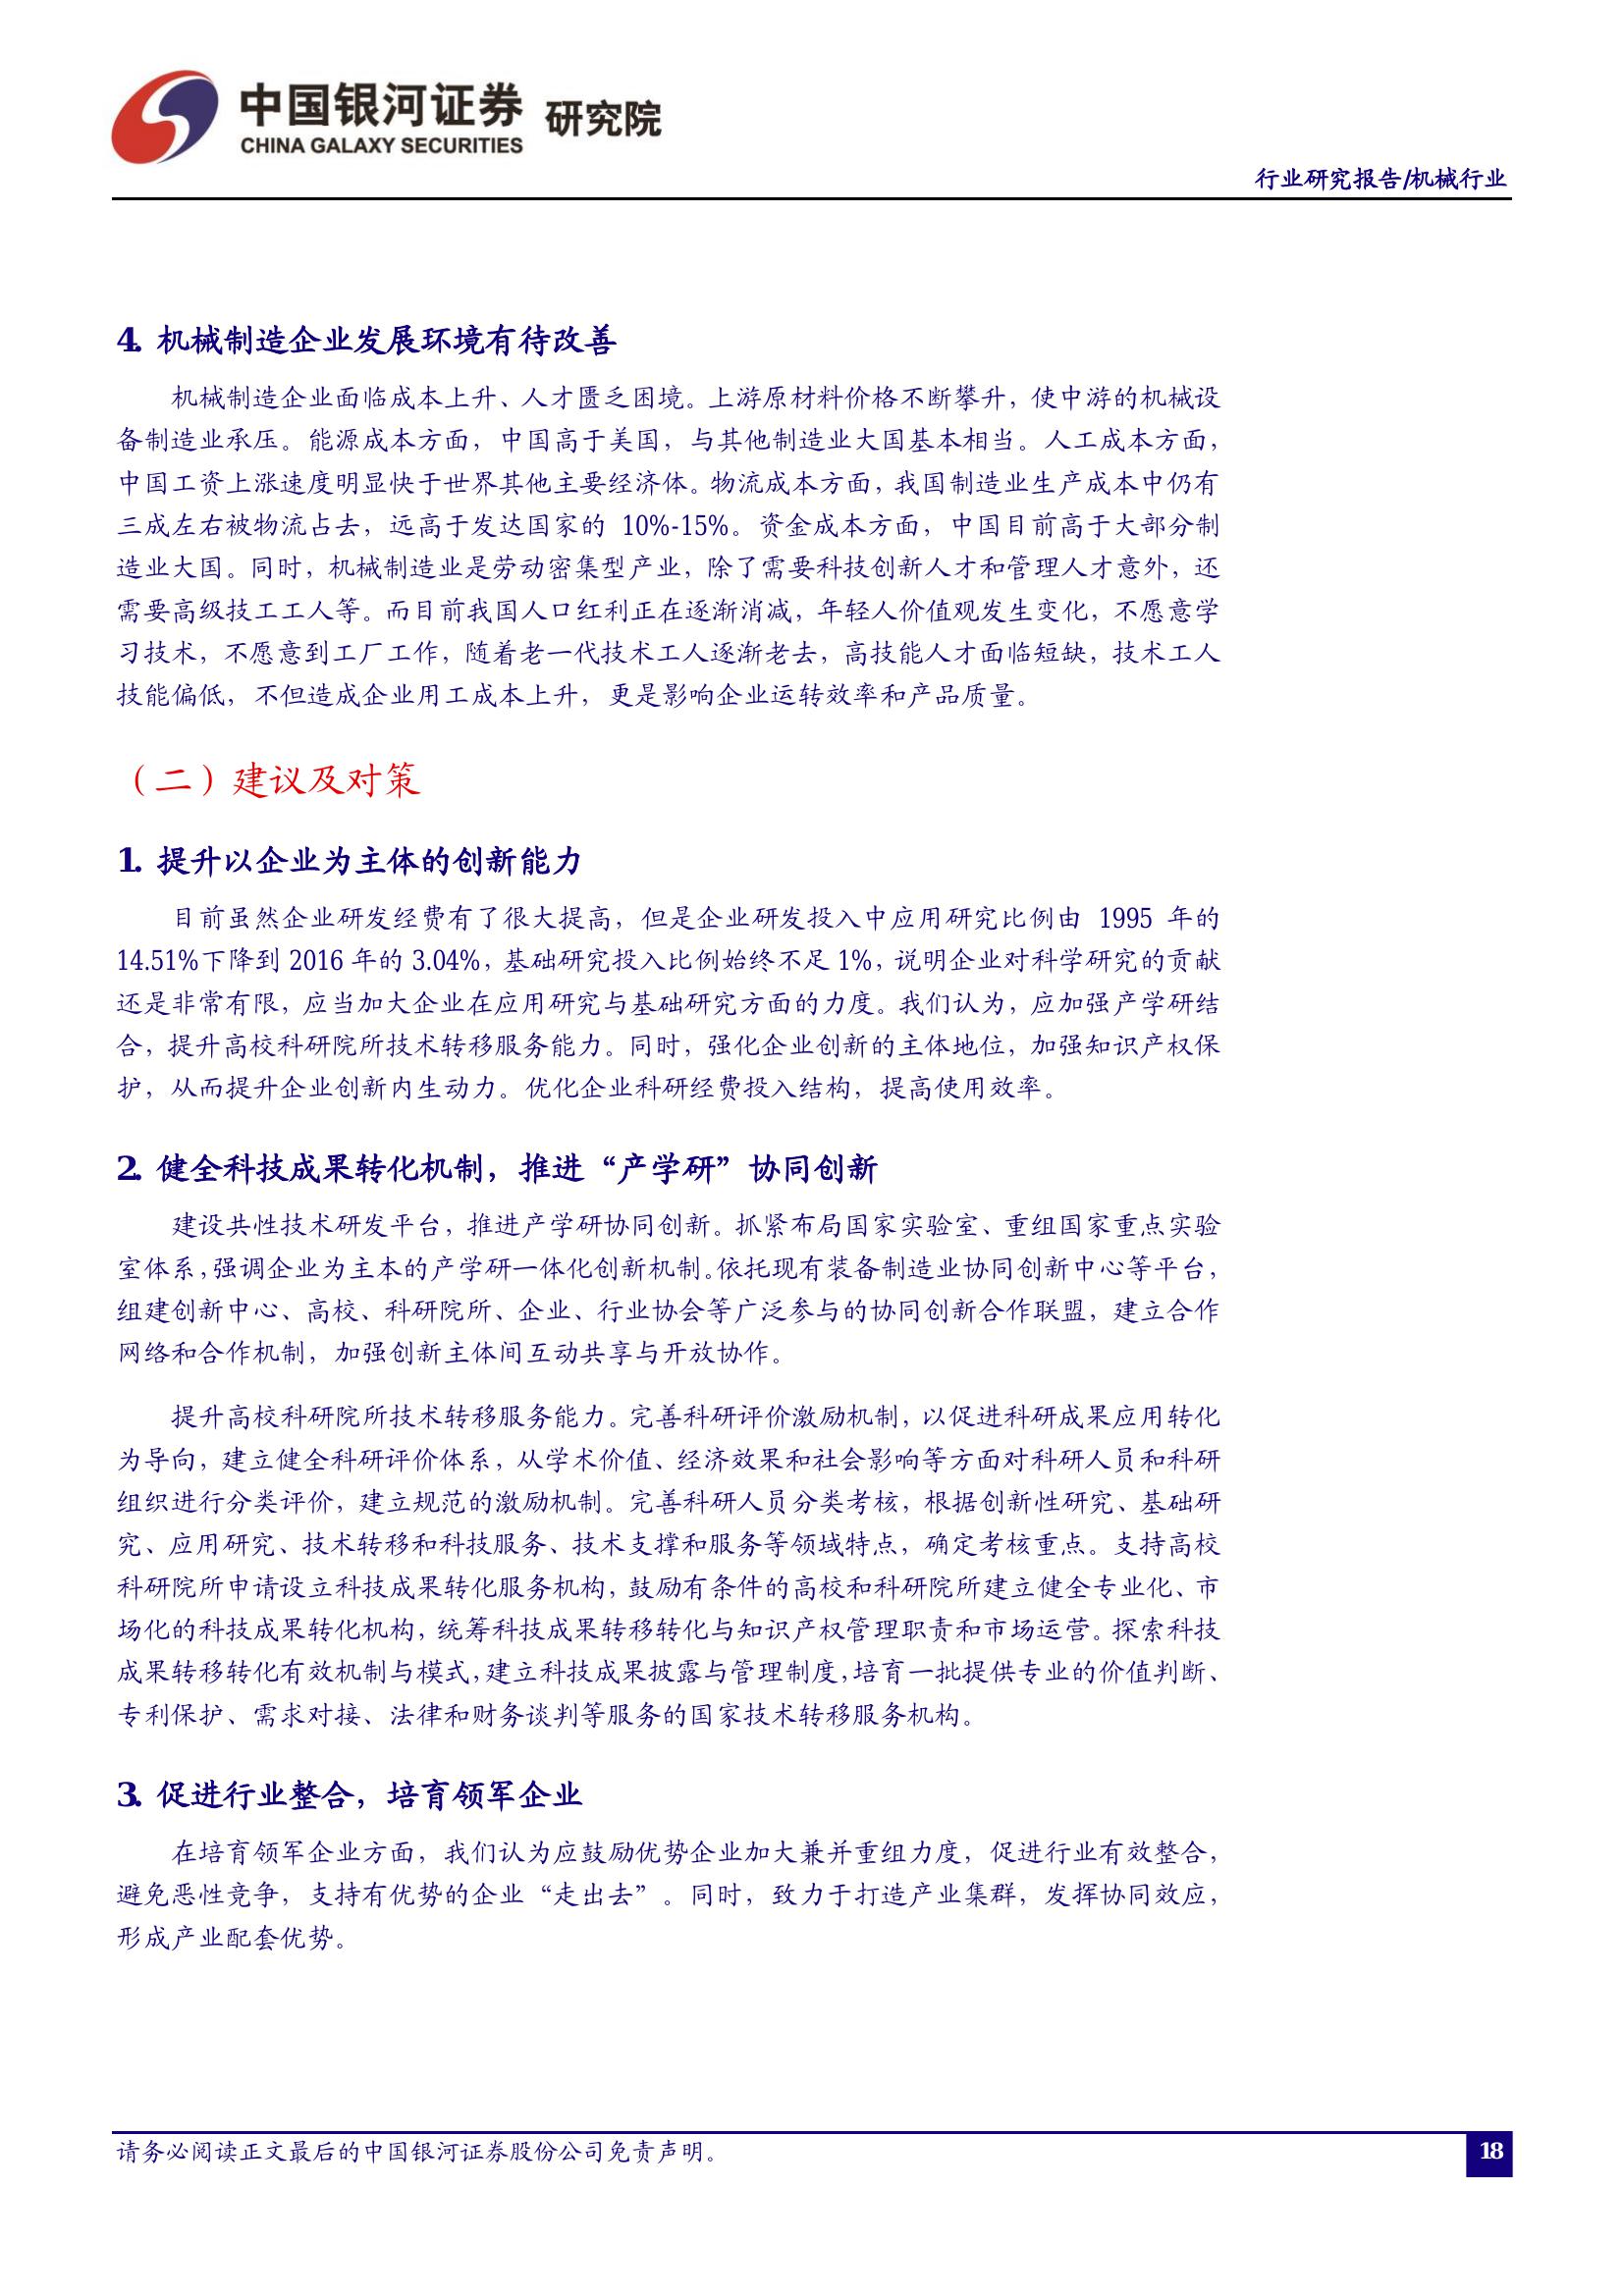 中国银河证券 研究院
CHINA GALAXY SECURITIES
行业研究报告/机械行业
4. 机械制造企业发展环境有待改善
机械制造企业面临成本上升、人才匮乏困境。上游原材料价格不断攀升，使中游的机械设
备制造业承压。能源成本方面，中国高于美国，与其他制造业大国基本相当。人工成本方面，
中国工资上涨速度明显快于世界其他主要经济体。物流成本方面，我国制造业生产成本中仍有
三成左右被物流占去，远高于发达国家的 10%-15%。资金成本方面，中国目前高于大部分制
造业大国。同时，机械制造业是劳动密集型产业，除了需要科技创新人才和管理人才意外，还
需要高级技工工人等。而目前我国人口红利正在逐渐消减，年轻人价值观发生变化，不愿意学
习技术，不愿意到工厂工作，随着老一代技术工人逐渐老去，高技能人才面临短缺，技术工人
技能偏低，不但造成企业用工成本上升，更是影响企业运转效率和产品质量。
（二）建议及对策
1. 提升以企业为主体的创新能力
目前虽然企业研发经费有了很大提高，但是企业研发投入中应用研究比例由 1995 年的
14.51%下降到 2016 年的 3.04%，基础研究投入比例始终不足 1%，说明企业对科学研究的贡献
还是非常有限，应当加大企业在应用研究与基础研究方面的力度。我们认为，应加强产学研结
合，提升高校科研院所技术转移服务能力。同时，强化企业创新的主体地位，加强知识产权保
护，从而提升企业创新内生动力。优化企业科研经费投入结构，提高使用效率。
2. 健全科技成果转化机制，推进“产学研”协同创新
建设共性技术研发平台，推进产学研协同创新。抓紧布局国家实验室、重组国家重点实验
室体系，强调企业为主本的产学研一体化创新机制。依托现有装备制造业协同创新中心等平台，
组建创新中心、高校、科研院所、企业、行业协会等广泛参与的协同创新合作联盟，建立合作
网络和合作机制，加强创新主体间互动共享与开放协作。
提升高校科研院所技术转移服务能力。完善科研评价激励机制，以促进科研成果应用转化
为导向，建立健全科研评价体系，从学术价值、经济效果和社会影响等方面对科研人员和科研
组织进行分类评价，建立规范的激励机制。完善科研人员分类考核，根据创新性研究、基础研
究、应用研究、技术转移和科技服务、技术支撑和服务等领域特点，确定考核重点。支持高校
科研院所申请设立科技成果转化服务机构，鼓励有条件的高校和科研院所建立健全专业化、市
场化的科技成果转化机构，统筹科技成果转移转化与知识产权管理职责和市场运营。探索科技
成果转移转化有效机制与模式，建立科技成果披露与管理制度，培育一批提供专业的价值判断、
专利保护、需求对接、法律和财务谈判等服务的国家技术转移服务机构。
3. 促进行业整合，培育领军企业
在培育领军企业方面，我们认为应鼓励优势企业加大兼并重组力度，促进行业有效整合，
避免恶性竞争，支持有优势的企业“走出去”。同时，致力于打造产业集群，发挥协同效应，
形成产业配套优势。
请务必阅读正文最后的中国银河证券股份公司免责声明。
18